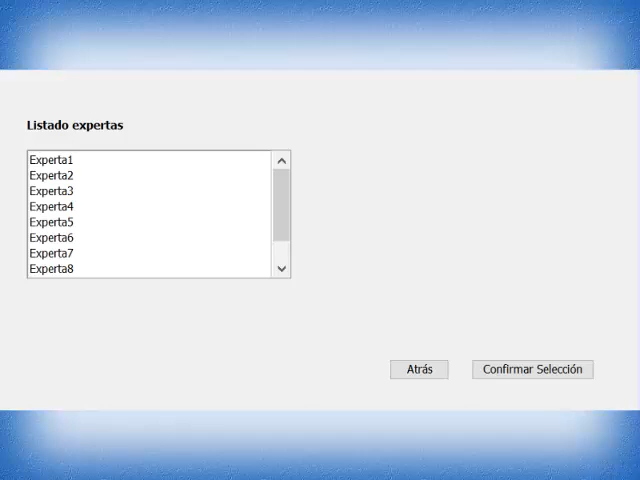 Listado expertas
Experta1
Experta2
Experta3
Experta4
Experta5
Experta6
Experta7
Experta8
Atrás
Confirmar Selección